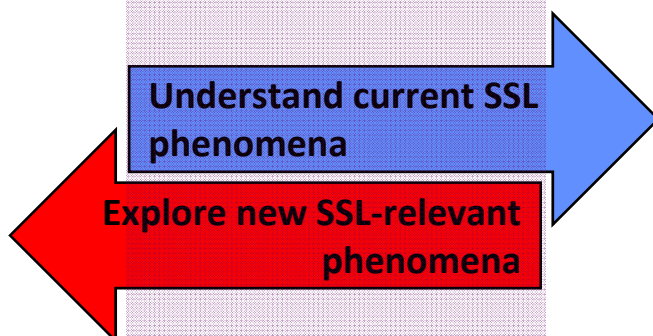 Understand current SSL
phenomena
Explore new SSL-relevant
phenomena